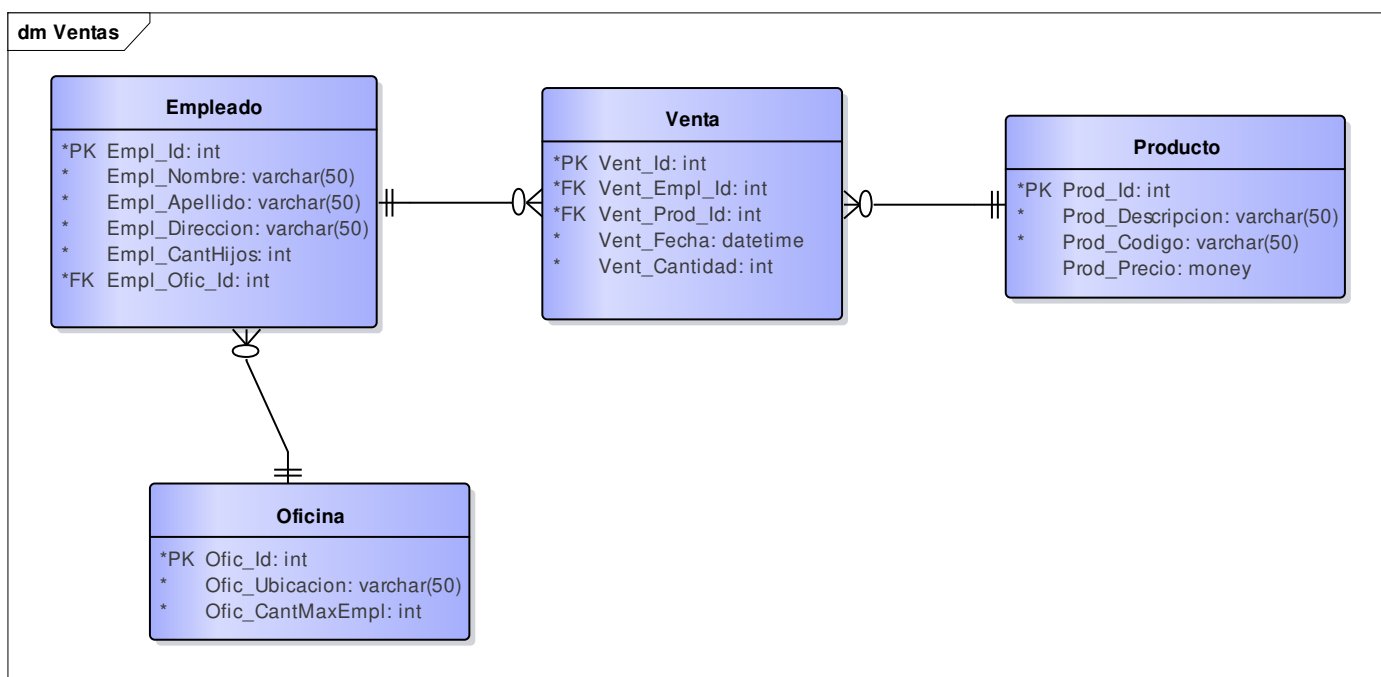 dm Ventas
Empleado
*PK Empl_Id: int
* Empl_Nombre: varchar(50)
* Empl_Apellido: varchar(50)
* Empl_Direccion: varchar(50)
* Empl_CantHijos: int
*FK Empl_Ofic_Id: int
Venta
*PK Vent_Id: int
*FK Vent_Empl_Id: int
*FK Vent_Prod_Id: int
* Vent_Fecha: datetime
* Vent_Cantidad: int
Producto
*PK Prod_Id: int
* Prod_Descripcion: varchar(50)
* Prod_Codigo: varchar(50)
Prod_Precio: money
Oficina
*PK Ofic_Id: int
* Ofic_Ubicacion: varchar(50)
* Ofic_CantMaxEmpl: int